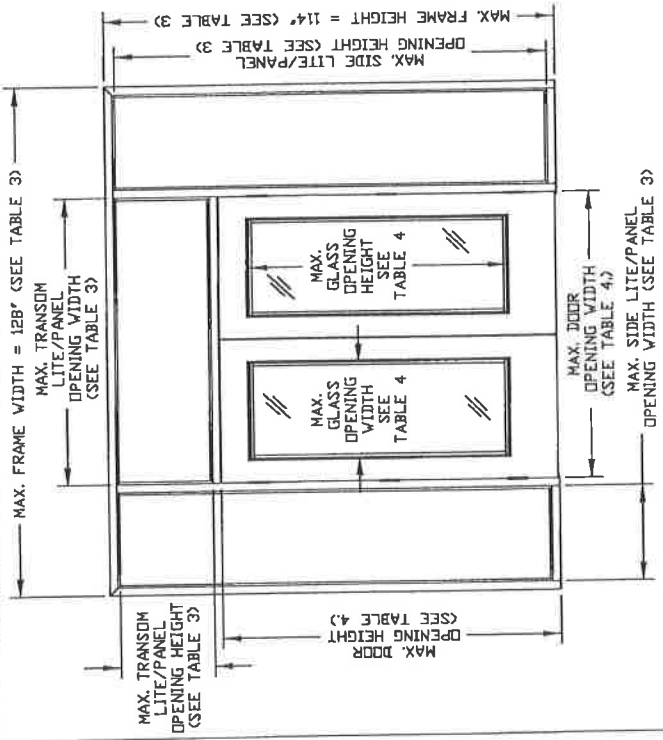 MAX. FRAME WIDTH = 128" (SEE TABLE 3)
MAX. TRANSOM
LITE/PANEL
OPENING WIDTH
(SEE TABLE 3)
MAX. FRAME HEIGHT = 114" (SEE TABLE 3)
MAX. SIDE LITE/PANEL
OPENING HEIGHT (SEE TABLE 3)
MAX.
GLASS
OPENING
HEIGHT
SEE
TABLE 4
MAX.
GLASS
OPENING
WIDTH
SEE
TABLE 4
MAX. TRANSOM
LITE/PANEL
OPENING HEIGHT
(SEE TABLE 3)
MAX. DOOR
OPENING HEIGHT
(SEE TABLE 4.)
MAX. DOOR
OPENING WIDTH
(SEE TABLE 4.)
MAX. SIDE LITE/PANEL
OPENING WIDTH (SEE TABLE 3)